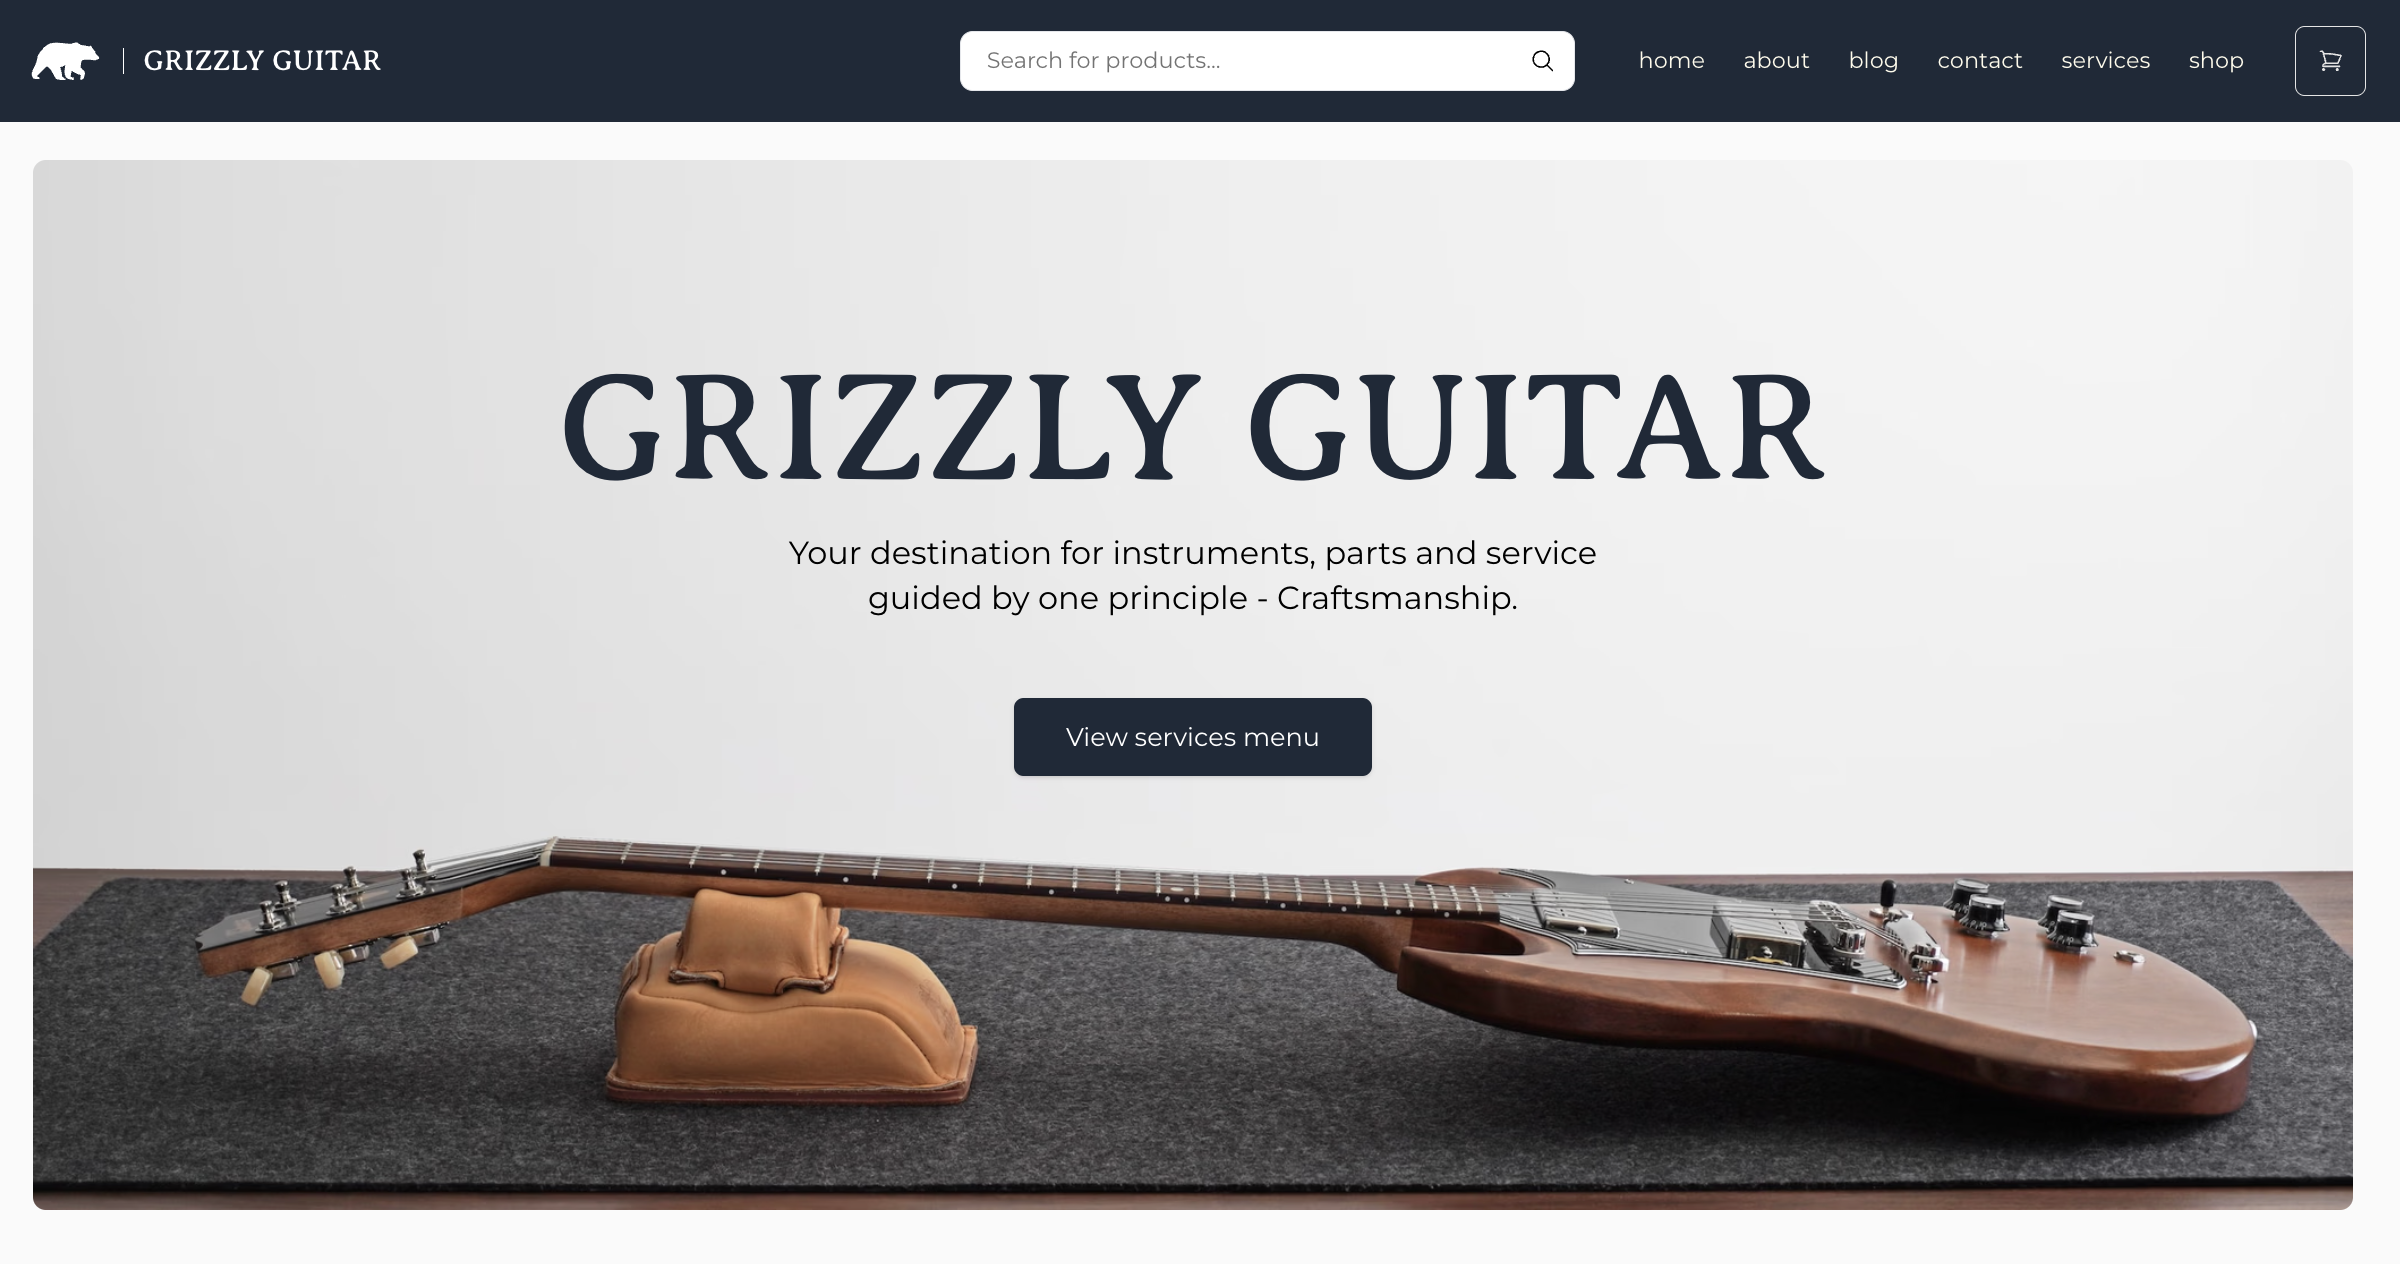 GRIZZLY GUITAR
Search for products...
home about blog contact services shop
GRIZZLY GUITAR
Your destination for instruments, parts and service
guided by one principle - Craftsmanship.
View services menu